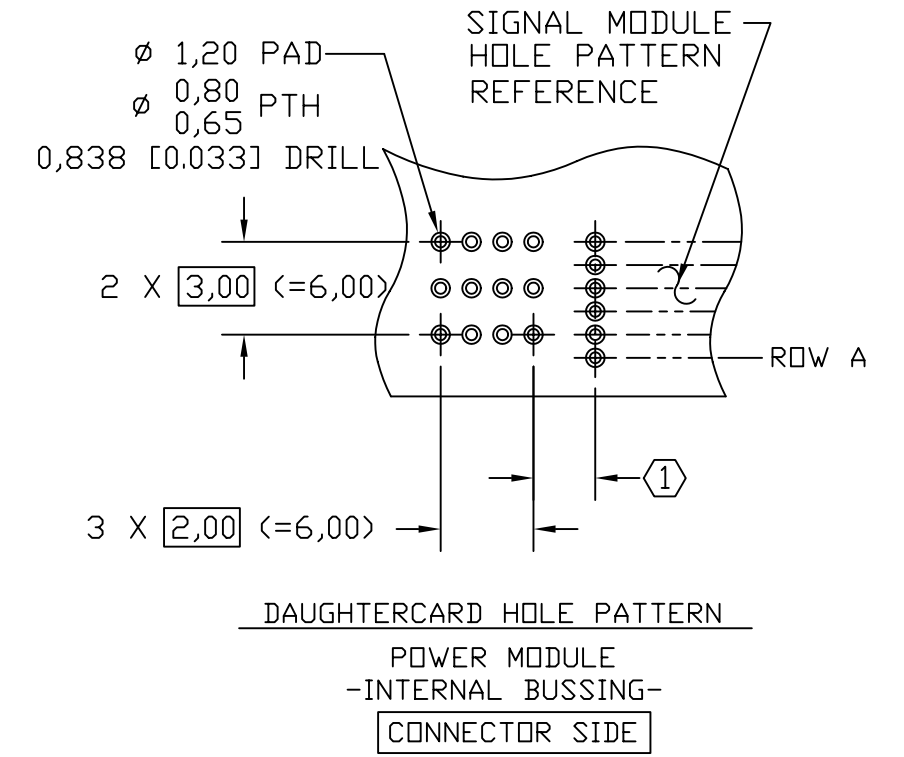 SIGNAL MODULE
HOLE PATTERN
REFERENCE
ø 1,20 PAD
ø 0,80
0,65 PTH
0,838 [0.033] DRILL
2 X 3,00 (=6,00)
ROW A
1
3 X 2,00 (=6,00)
DAUGHTERCARD HOLE PATTERN
POWER MODULE
-INTERNAL BUSSING-
CONNECTOR SIDE